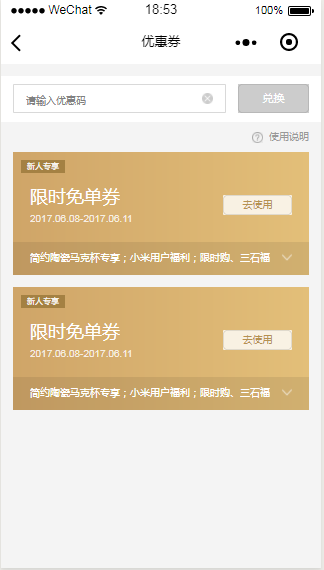 WeChat 18:53 100%
优惠券
请输入优惠码 兑换
使用说明
新人专享
限时免单券
2017.06.08-2017.06.11
去使用
简约陶瓷马克杯专享；小米用户福利；限时购、三石福
新人专享
限时免单券
2017.06.08-2017.06.11
去使用
简约陶瓷马克杯专享；小米用户福利；限时购、三石福